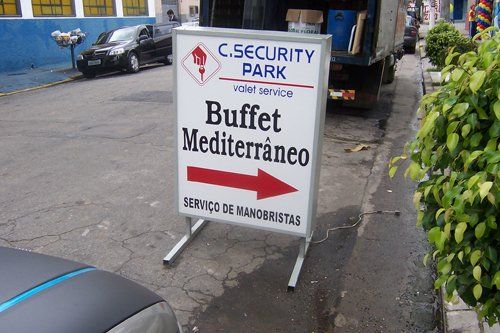 C.SECURITY
PARK
valet service
Buffet
Mediterrâneo
SERVIÇO DE MANOBRISTAS